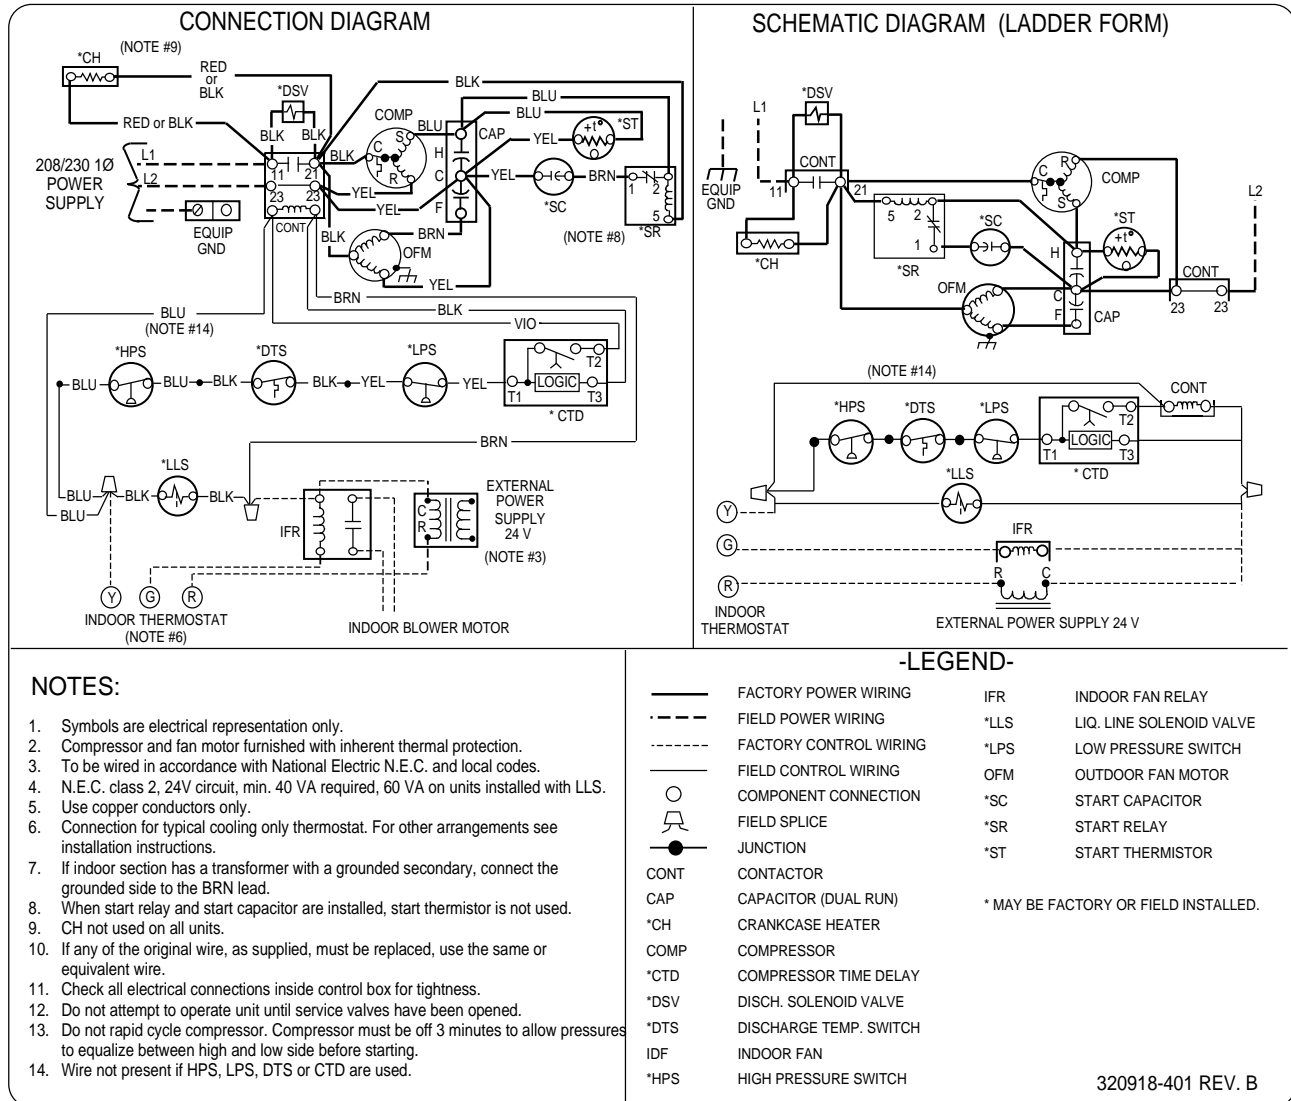 CONNECTION DIAGRAM
*CH
(NOTE #9)
RED
or
BLK
*DSV
BLK
BLU
BLU
COMP
BLU
CAP
*ST
+t°
RED or BLK
BLK
BLK
BLK
S
C
R
H
C
F
YEL
YEL
BRN
1
2
5
*SR
*SC
(NOTE #8)
208/230 1Ø
POWER
SUPPLY
L1
L2
11
21
23
23
CONT
YEL
YEL
EQUIP
GND
BLK
BRN
OFM
YEL
BRN
BLK
VIO
BLU
(NOTE #14)
*HPS
*DTS
*LPS
BLU
BLU
BLK
BLK
YEL
YEL
T1
LOGIC
T2
T3
* CTD
BRN
*LLS
BLU
BLK
BLK
BLU
IFR
C
R
EXTERNAL
POWER
SUPPLY
24 V
(NOTE #3)
Y
G
R
INDOOR THERMOSTAT
(NOTE #6)
INDOOR BLOWER MOTOR
SCHEMATIC DIAGRAM (LADDER FORM)
L1
*DSV
CONT
11
21
EQUIP
GND
*CH
5
2
1
*SR
*SC
R
C
S
COMP
*ST
+t°
L2
H
C
F
CAP
CONT
23
23
OFM
(NOTE #14)
CONT
*HPS
*DTS
*LPS
T1
LOGIC
T2
T3
* CTD
*LLS
Y
G
R
IFR
R
C
INDOOR
THERMOSTAT
EXTERNAL POWER SUPPLY 24 V
NOTES:
1. Symbols are electrical representation only.
2. Compressor and fan motor furnished with inherent thermal protection.
3. To be wired in accordance with National Electric N.E.C. and local codes.
4. N.E.C. class 2, 24V circuit, min. 40 VA required, 60 VA on units installed with LLS.
5. Use copper conductors only.
6. Connection for typical cooling only thermostat. For other arrangements see
installation instructions.
7. If indoor section has a transformer with a grounded secondary, connect the
grounded side to the BRN lead.
8. When start relay and start capacitor are installed, start thermistor is not used.
9. CH not used on all units.
10. If any of the original wire, as supplied, must be replaced, use the same or
equivalent wire.
11. Check all electrical connections inside control box for tightness.
12. Do not attempt to operate unit until service valves have been opened.
13. Do not rapid cycle compressor. Compressor must be off 3 minutes to allow pressures
to equalize between high and low side before starting.
14. Wire not present if HPS, LPS, DTS or CTD are used.
-LEGEND-
FACTORY POWER WIRING
FIELD POWER WIRING
FACTORY CONTROL WIRING
FIELD CONTROL WIRING
COMPONENT CONNECTION
FIELD SPLICE
JUNCTION
CONT CONTACTOR
CAP CAPACITOR (DUAL RUN)
*CH CRANKCASE HEATER
COMP COMPRESSOR
*CTD COMPRESSOR TIME DELAY
*DSV DISCH. SOLENOID VALVE
*DTS DISCHARGE TEMP. SWITCH
IDF INDOOR FAN
*HPS HIGH PRESSURE SWITCH
IFR INDOOR FAN RELAY
*LLS LIQ. LINE SOLENOID VALVE
*LPS LOW PRESSURE SWITCH
OFM OUTDOOR FAN MOTOR
*SC START CAPACITOR
*SR START RELAY
*ST START THERMISTOR
* MAY BE FACTORY OR FIELD INSTALLED.
320918-401 REV. B